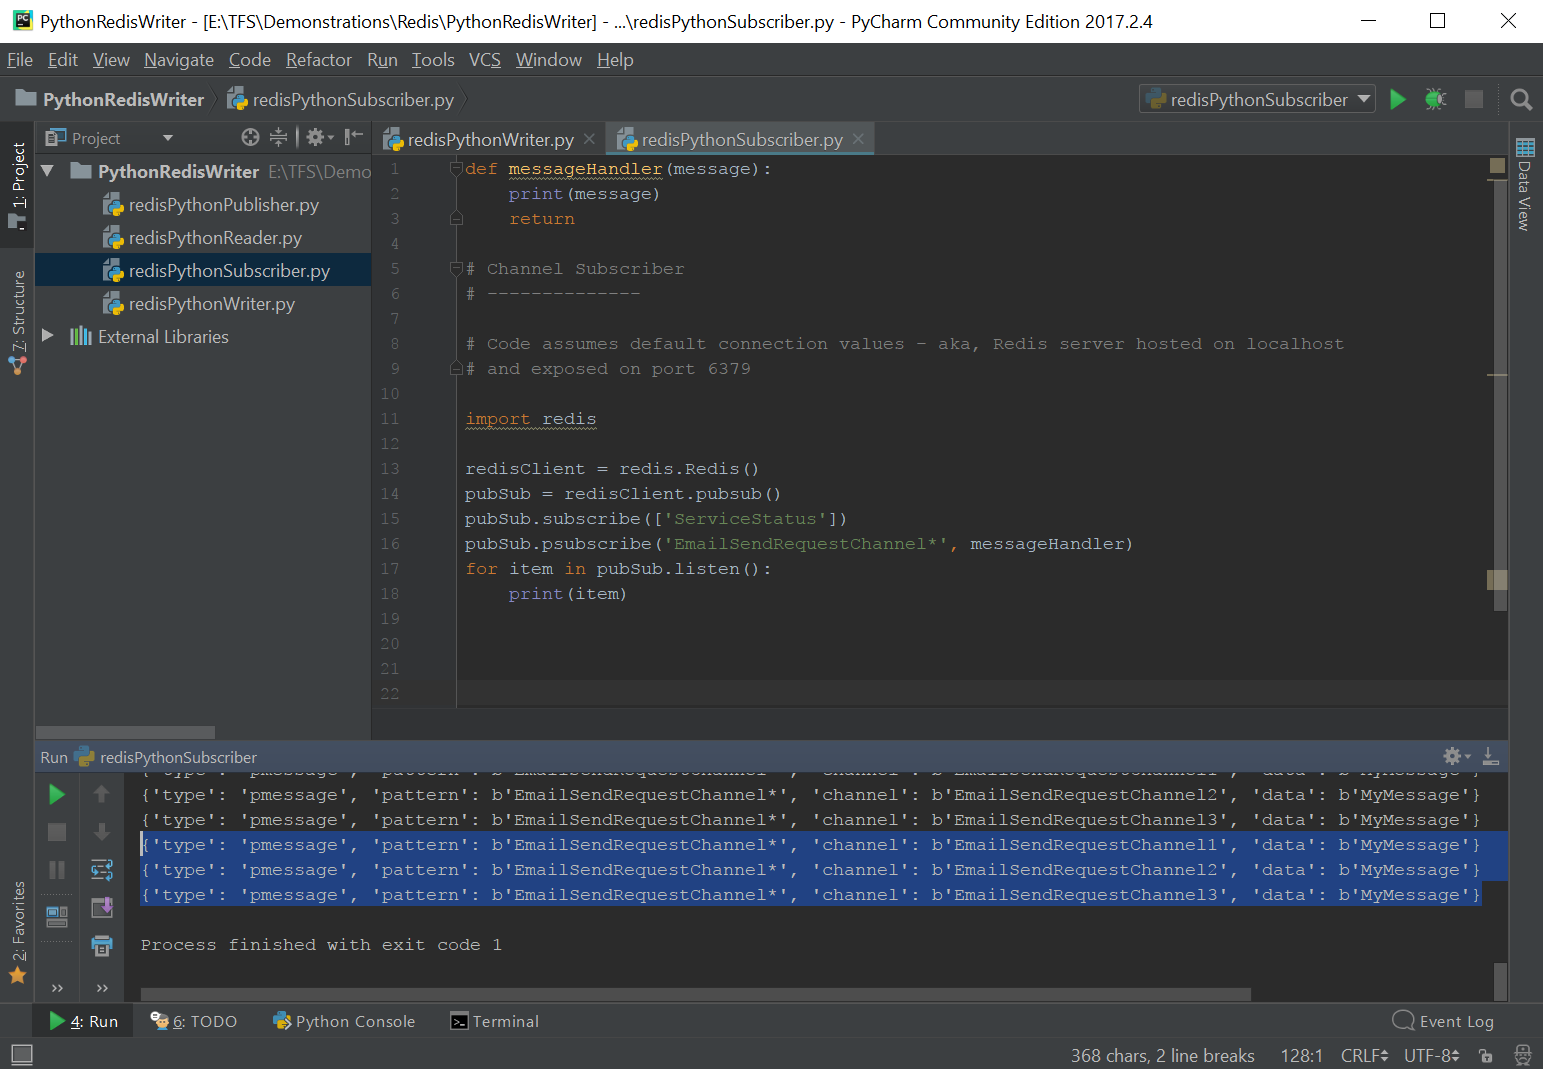 PythonRedisWriter - [E:\TFS\Demonstrations\Redis\PythonRedisWriter] - ...\redisPythonSubscriber.py - PyCharm Community Edition 2017.2.4
File Edit View Navigate Code Refactor Run Tools VCS Window Help
PythonRedisWriter redisPythonSubscriber.py redisPythonSubscriber
Project redisPythonWriter.py redisPythonSubscriber.py
1: Project
7: Structure
2: Favorites
Data View
PythonRedisWriter E:\TFS\Demo
redisPythonPublisher.py
redisPythonReader.py
redisPythonSubscriber.py
redisPythonWriter.py
External Libraries
1 def messageHandler(message):
2 print(message)
3 return
4
5 # Channel Subscriber
6 # --------------
7
8 # Code assumes default connection values - aka, Redis server hosted on localhost
9 # and exposed on port 6379
10
11 import redis
12
13 redisClient = redis.Redis()
14 pubSub = redisClient.pubsub()
15 pubSub.subscribe(['ServiceStatus'])
16 pubSub.psubscribe('EmailSendRequestChannel*', messageHandler)
17 for item in pubSub.listen():
18 print(item)
19
20
21
22
Run redisPythonSubscriber
{'type': 'pmessage', 'pattern': b'EmailSendRequestChannel*', 'channel': b'EmailSendRequestChannel1', 'data': b'MyMessage'}
{'type': 'pmessage', 'pattern': b'EmailSendRequestChannel*', 'channel': b'EmailSendRequestChannel2', 'data': b'MyMessage'}
{'type': 'pmessage', 'pattern': b'EmailSendRequestChannel*', 'channel': b'EmailSendRequestChannel3', 'data': b'MyMessage'}
{'type': 'pmessage', 'pattern': b'EmailSendRequestChannel*', 'channel': b'EmailSendRequestChannel1', 'data': b'MyMessage'}
{'type': 'pmessage', 'pattern': b'EmailSendRequestChannel*', 'channel': b'EmailSendRequestChannel2', 'data': b'MyMessage'}
{'type': 'pmessage', 'pattern': b'EmailSendRequestChannel*', 'channel': b'EmailSendRequestChannel3', 'data': b'MyMessage'}
Process finished with exit code 1
4: Run 6: TODO Python Console Terminal Event Log
368 chars, 2 line breaks 128:1 CRLF UTF-8